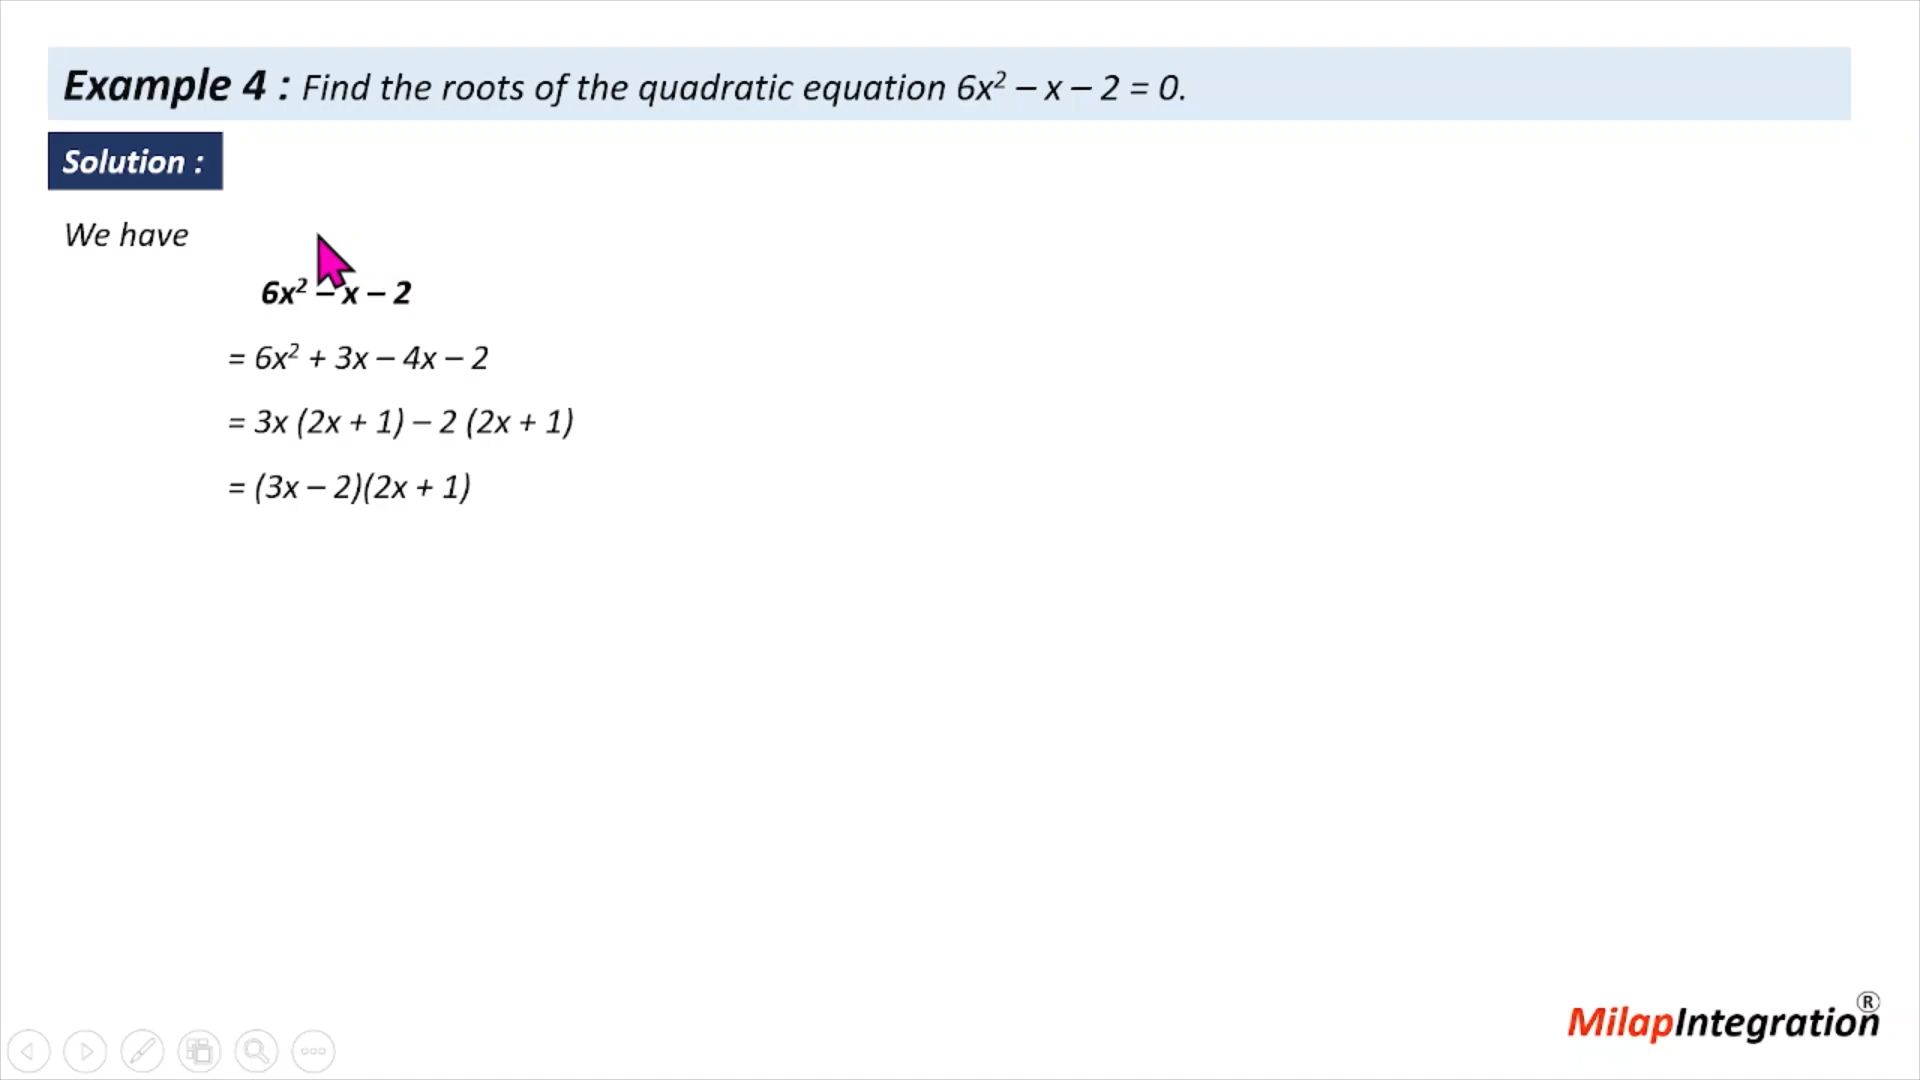 Example 4 : Find the roots of the quadratic equation 6x² – x – 2 = 0.
Solution :
We have
6x² – x – 2
= 6x² + 3x – 4x – 2
= 3x (2x + 1) – 2 (2x + 1)
= (3x – 2)(2x + 1)
MilapIntegration®